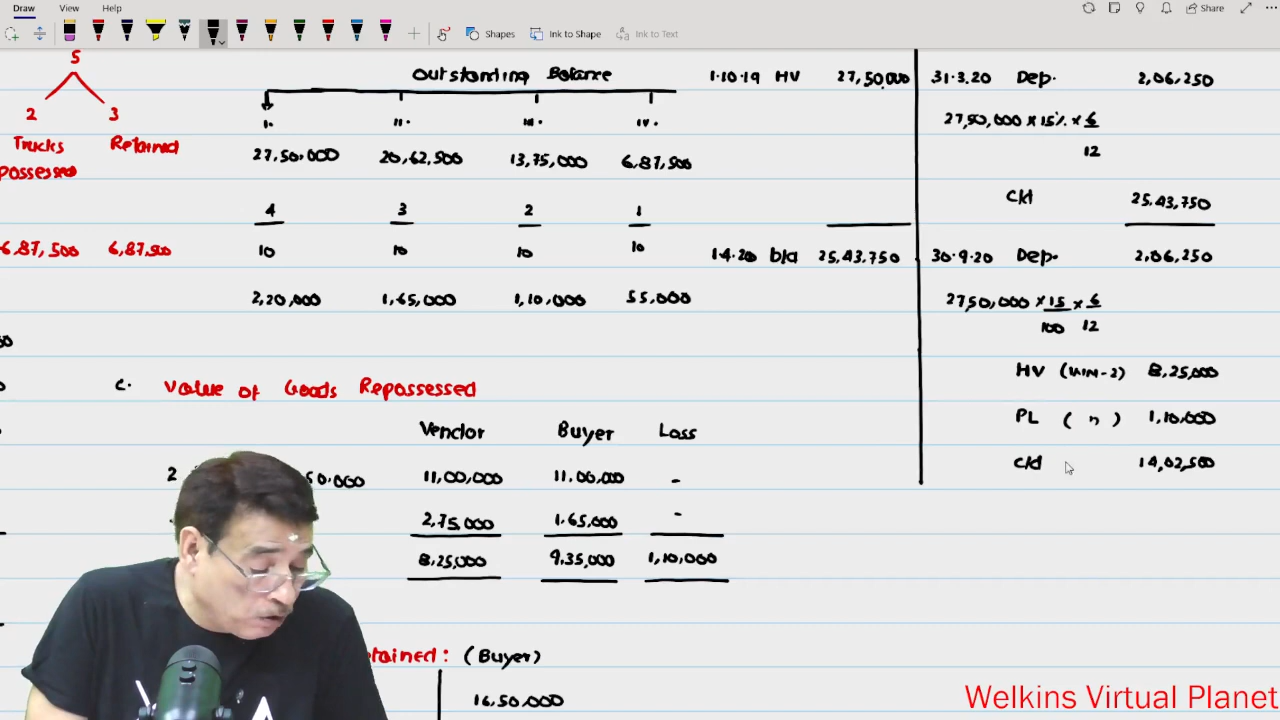 Draw View Help
Share
Shapes
Ink to Shape
Ink to Text
5
2 3
Trucks Retained
Possessed
6,87,500 6,87,500
Outstanding Balance
I. II. III. IV.
27,50,000 20,62,500 13,75,000 6,87,500
4 3 2 1
10 10 10 10
2,20,000 1,65,000 1,10,000 55,000
C. Value of Goods Repossessed
Vendor Buyer Loss
2 50,000 11,00,000 11,00,000 -
2,75,000 1,65,000 -
8,25,000 9,35,000 1,10,000
etained: (Buyer)
16,50,000
1.10.19 HV 27,50,000 31.3.20 Dep. 2,06,250
27,50,000 × 15% × 6
12
C/d 25,43,750
1.4.20 b/d 25,43,750 30.9.20 Dep. 2,06,250
27,50,000 × 15 × 6
100 12
HV (WN-2) 8,25,000
PL ( " ) 1,10,000
C/d 14,02,500
Welkins Virtual Planet